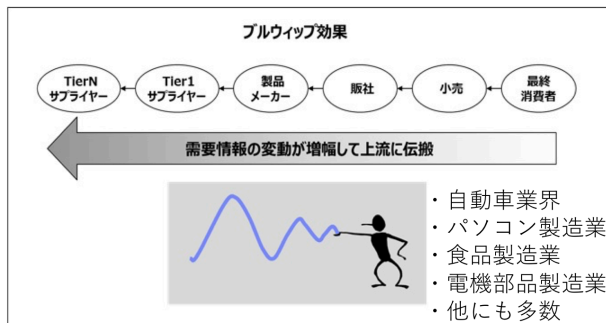 ブルウィップ効果
TierN
サプライヤー
Tier1
サプライヤー
製品
メーカー
販社
小売
最終
消費者
需要情報の変動が増幅して上流に伝搬
・自動車業界
・パソコン製造業
・食品製造業
・電機部品製造業
・他にも多数